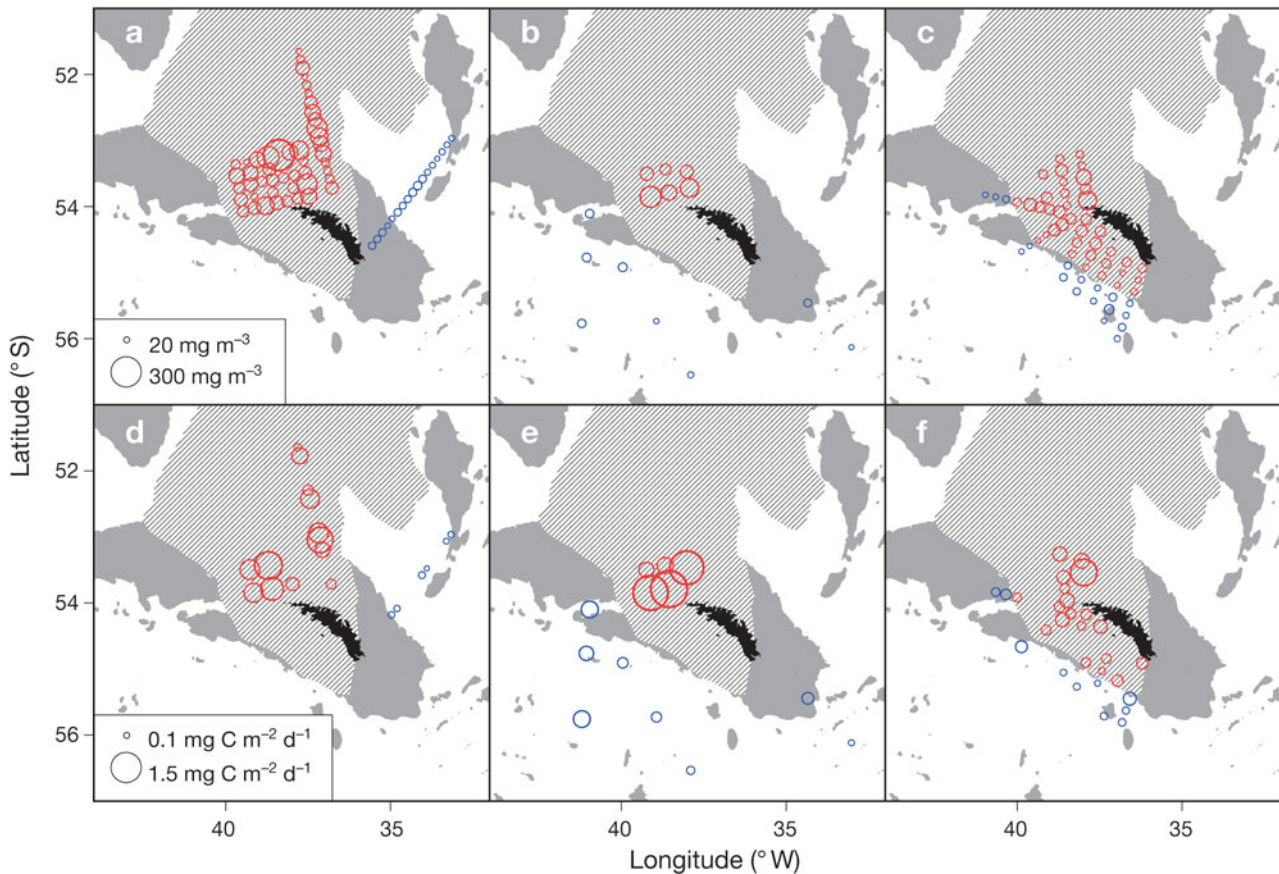 a
b
c
52
54
56
20 mg m⁻³
300 mg m⁻³
Latitude (° S)
d
e
f
52
54
56
0.1 mg C m⁻² d⁻¹
1.5 mg C m⁻² d⁻¹
40
35
40
35
40
35
Longitude (° W)